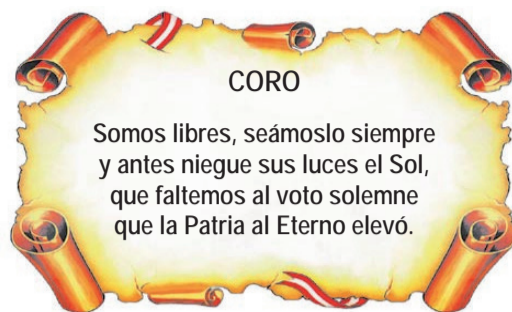 CORO
Somos libres, seámoslo siempre
y antes niegue sus luces el Sol,
que faltemos al voto solemne
que la Patria al Eterno elevó.